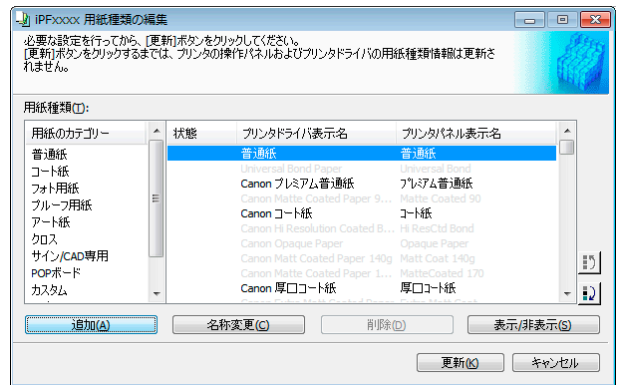 iPFxxxx 用紙種類の編集
必要な設定を行ってから、[更新]ボタンをクリックしてください。
[更新]ボタンをクリックするまでは、プリンタの操作パネルおよびプリンタドライバの用紙種類情報は更新さ
れません。
用紙種類(T):
用紙のカテゴリー
普通紙
コート紙
フォト用紙
プルーフ用紙
アート紙
クロス
サイン/CAD専用
POPボード
カスタム
状態 プリンタドライバ表示名 プリンタパネル表示名
普通紙 普通紙
Universal Bond Paper Universal Bond
Canon プレミアム普通紙 プレミアム普通紙
Canon Matte Coated Paper 9... Matte Coated 90
Canon コート紙 コート紙
Canon Hi Resolution Coated B... Hi ResCtd Bond
Canon Opaque Paper Opaque Paper
Canon Matt Coated Paper 140g Matt Coat 140g
Canon Matte Coated Paper 1... MatteCoated 170
Canon 厚口コート紙 厚口コート紙
追加(A) 名称変更(C) 削除(D) 表示/非表示(S)
更新(K) キャンセル